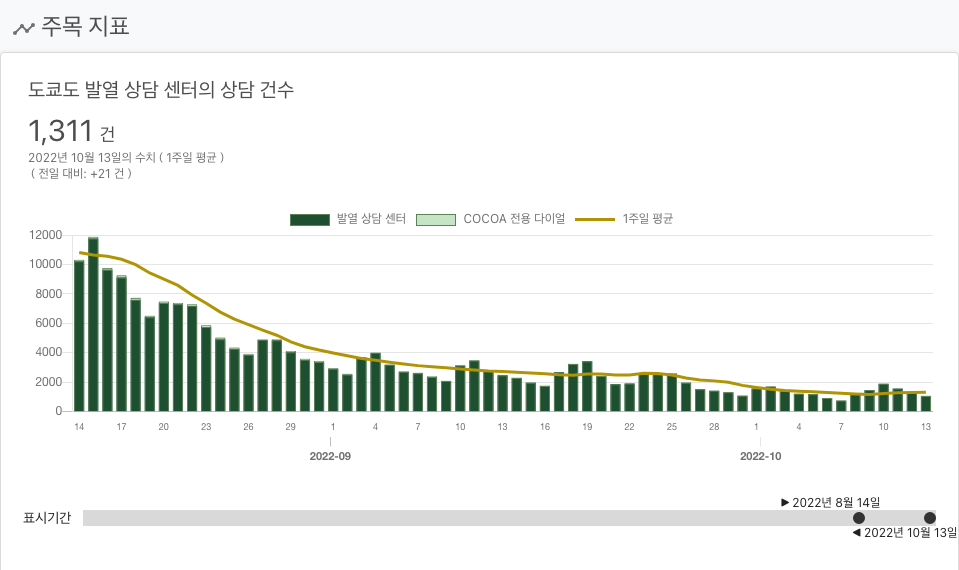 주목 지표
도쿄도 발열 상담 센터의 상담 건수
1,311 건
2022년 10월 13일의 수치 ( 1주일 평균 )
( 전일 대비: +21 건 )
발열 상담 센터 COCOA 전용 다이얼 1주일 평균
12000
10000
8000
6000
4000
2000
0
14 17 20 23 26 29 1 4 7 10 13 16 19 22 25 28 1 4 7 10 13
2022-09 2022-10
▶ 2022년 8월 14일
표시기간
◀ 2022년 10월 13일